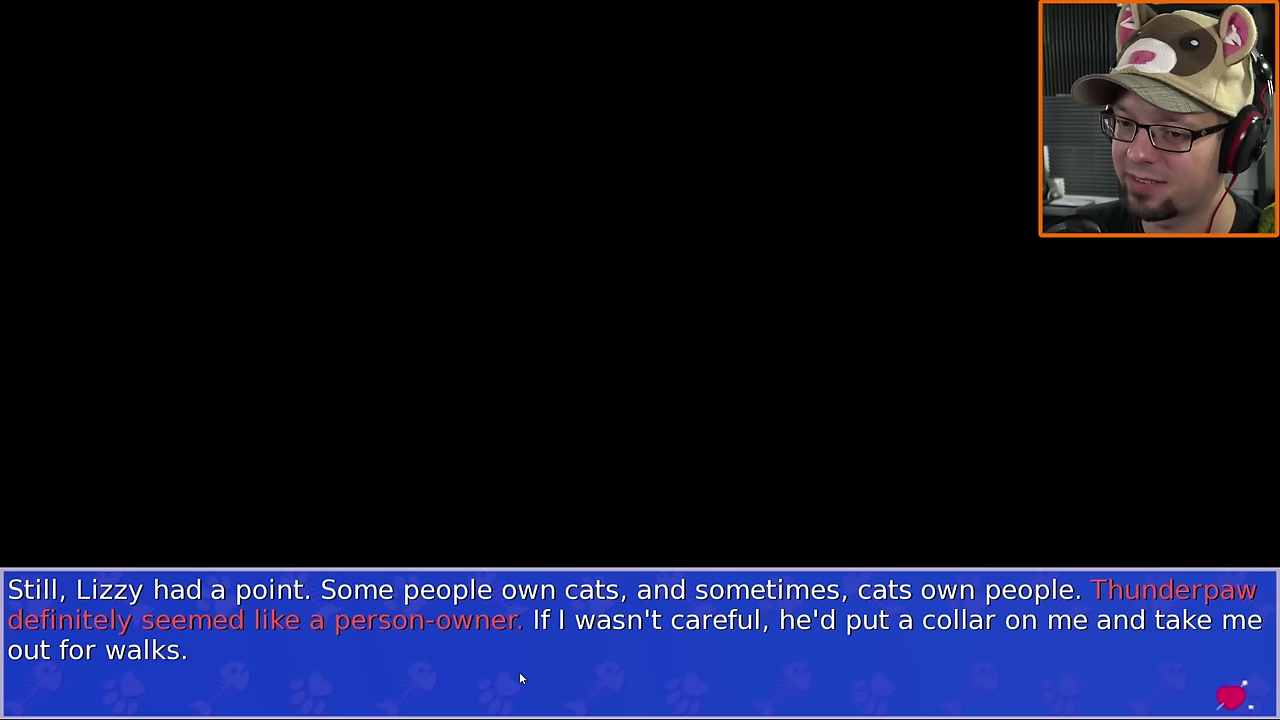 Still, Lizzy had a point. Some people own cats, and sometimes, cats own people. Thunderpaw
definitely seemed like a person-owner. If I wasn't careful, he'd put a collar on me and take me
out for walks.